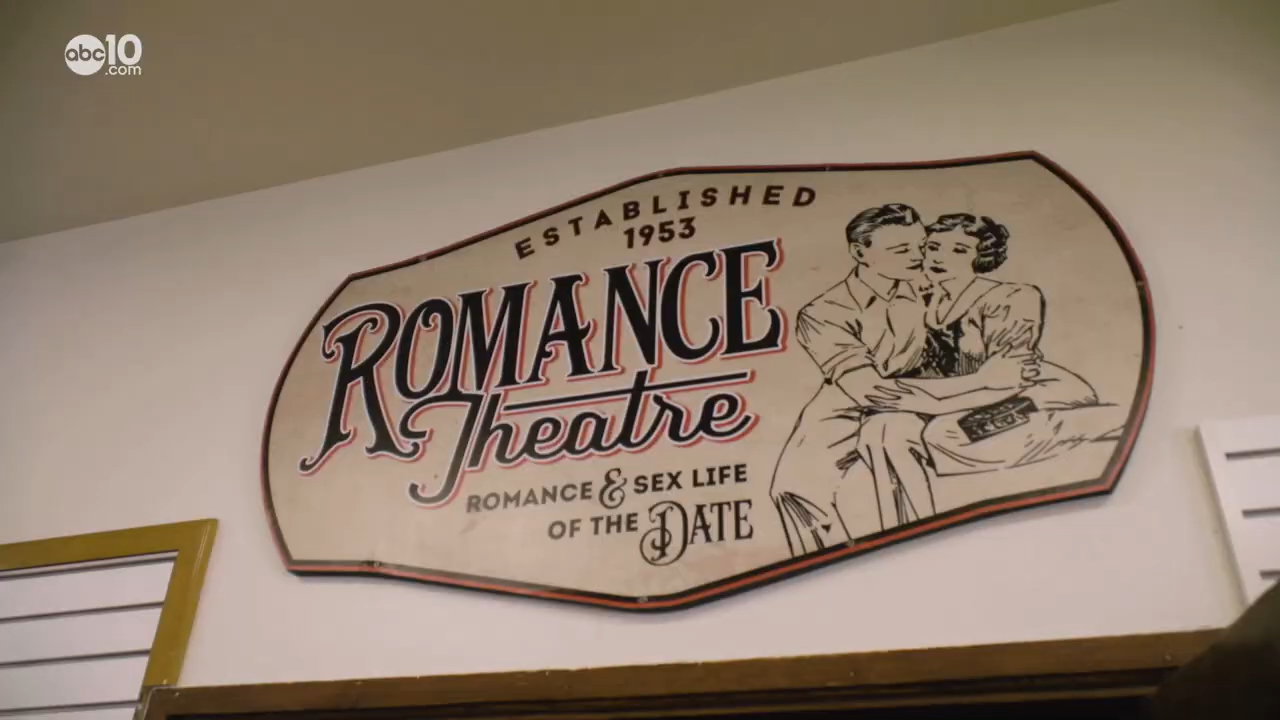 abc10
.com
ESTABLISHED
1953
ROMANCE
Theatre
ROMANCE & SEX LIFE
OF THE DATE